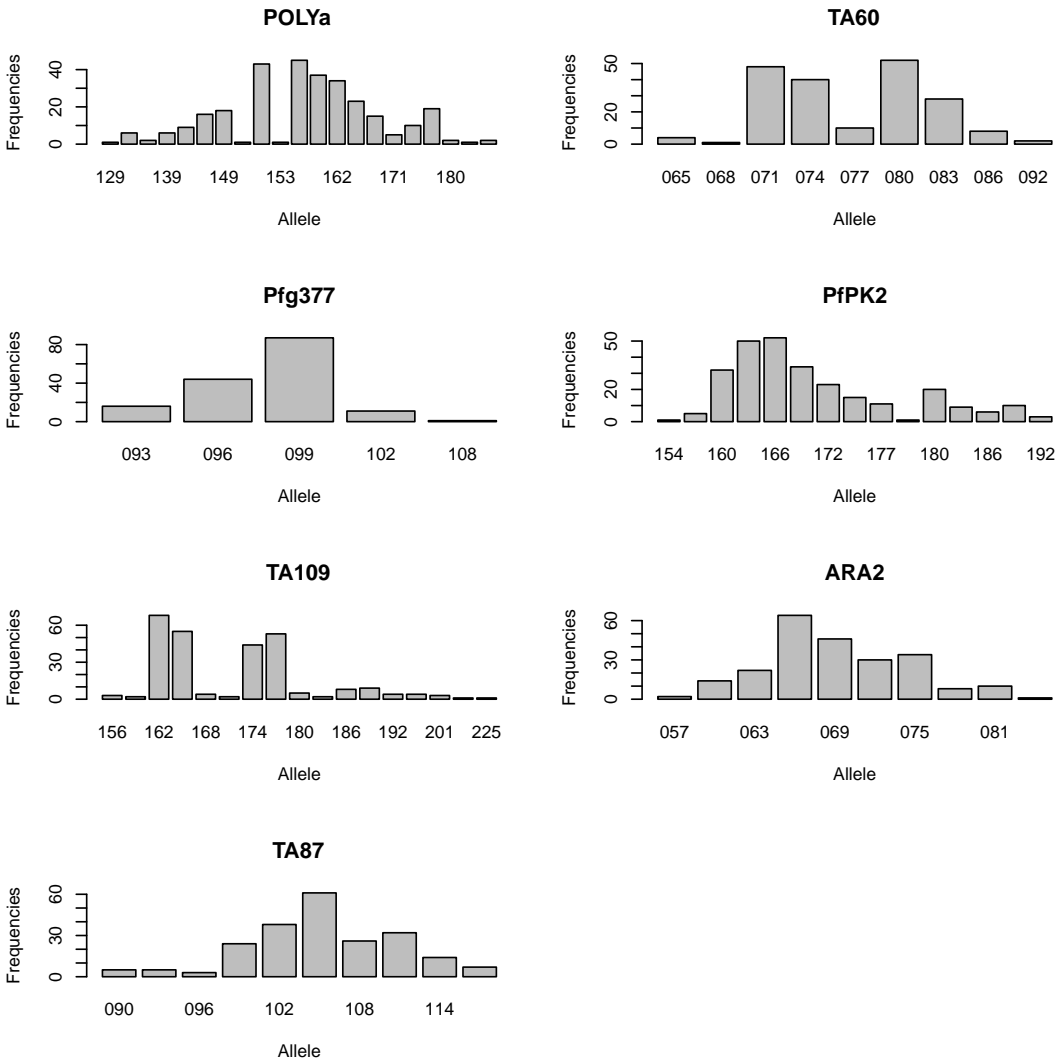 POLYa
Frequencies
0 20 40
129 139 149 153 162 171 180
Allele
TA60
Frequencies
0 20 50
065 068 071 074 077 080 083 086 092
Allele
Pfg377
Frequencies
0 40 80
093 096 099 102 108
Allele
PfPK2
Frequencies
0 20 50
154 160 166 172 177 180 186 192
Allele
TA109
Frequencies
0 30 60
156 162 168 174 180 186 192 201 225
Allele
ARA2
Frequencies
0 30 60
057 063 069 075 081
Allele
TA87
Frequencies
0 30 60
090 096 102 108 114
Allele